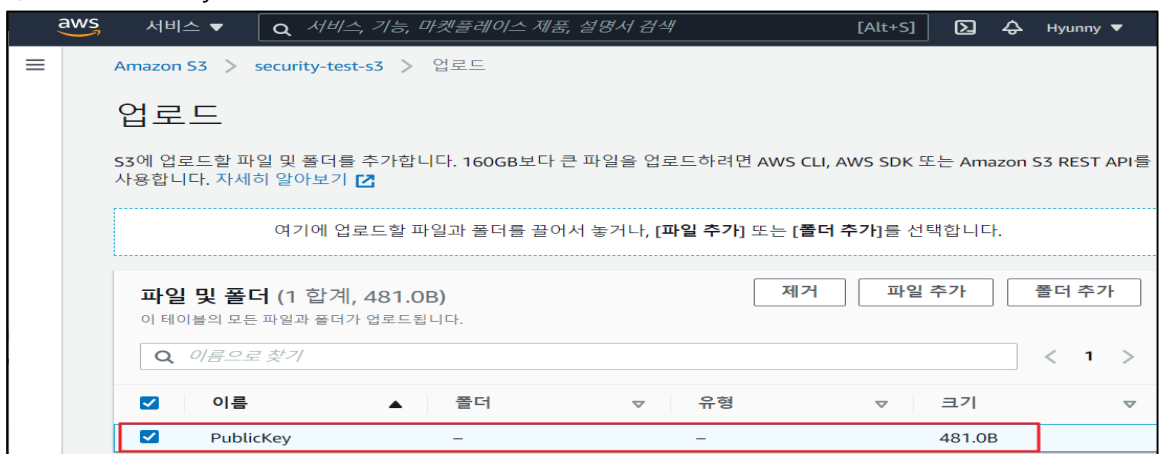 aws 서비스 ▼ 서비스, 기능, 마켓플레이스 제품, 설명서 검색 [Alt+S] Hyunny ▼
Amazon S3 > security-test-s3 > 업로드
업로드
S3에 업로드할 파일 및 폴더를 추가합니다. 160GB보다 큰 파일을 업로드하려면 AWS CLI, AWS SDK 또는 Amazon S3 REST API를
사용합니다. 자세히 알아보기
여기에 업로드할 파일과 폴더를 끌어서 놓거나, [파일 추가] 또는 [폴더 추가]를 선택합니다.
파일 및 폴더 (1 합계, 481.0B) 제거 파일 추가 폴더 추가
이 테이블의 모든 파일과 폴더가 업로드됩니다.
이름으로 찾기 < 1 >
이름 ▲ 폴더 ▽ 유형 ▽ 크기 ▽
PublicKey – – 481.0B